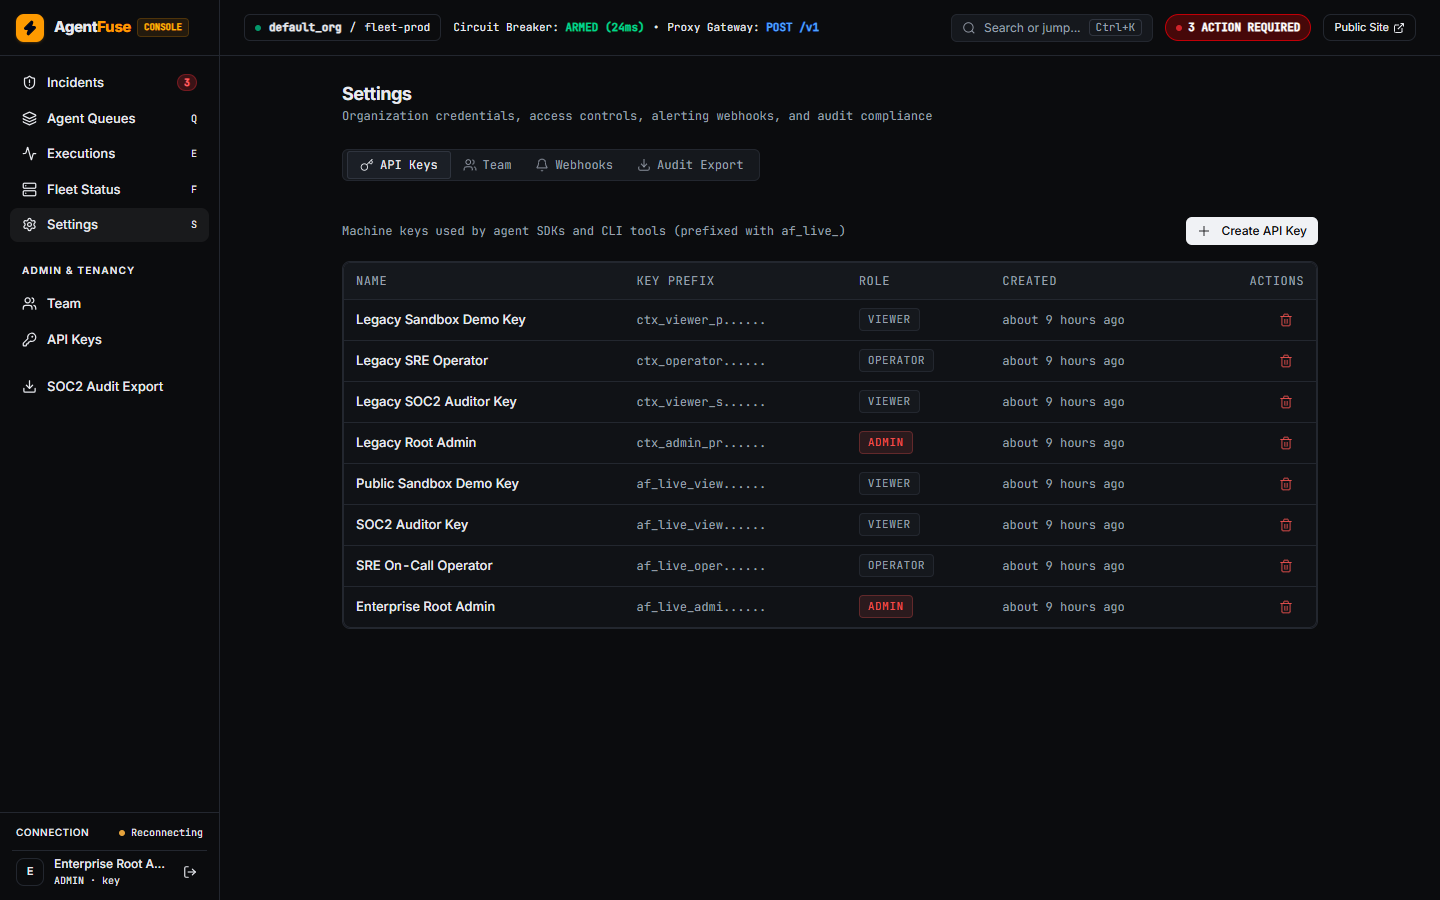 AgentFuse CONSOLE
default_org / fleet-prod
Circuit Breaker: ARMED (24ms) • Proxy Gateway: POST /v1
Search or jump... Ctrl+K
3 ACTION REQUIRED
Public Site
Incidents 3
Agent Queues Q
Executions E
Fleet Status F
Settings S
ADMIN & TENANCY
Team
API Keys
SOC2 Audit Export
CONNECTION Reconnecting
E
Enterprise Root A...
ADMIN · key
Settings
Organization credentials, access controls, alerting webhooks, and audit compliance
API Keys Team Webhooks Audit Export
Machine keys used by agent SDKs and CLI tools (prefixed with af_live_)
Create API Key
NAME KEY PREFIX ROLE CREATED ACTIONS
Legacy Sandbox Demo Key ctx_viewer_p...... VIEWER about 9 hours ago
Legacy SRE Operator ctx_operator...... OPERATOR about 9 hours ago
Legacy SOC2 Auditor Key ctx_viewer_s...... VIEWER about 9 hours ago
Legacy Root Admin ctx_admin_pr...... ADMIN about 9 hours ago
Public Sandbox Demo Key af_live_view...... VIEWER about 9 hours ago
SOC2 Auditor Key af_live_view...... VIEWER about 9 hours ago
SRE On-Call Operator af_live_oper...... OPERATOR about 9 hours ago
Enterprise Root Admin af_live_admi...... ADMIN about 9 hours ago